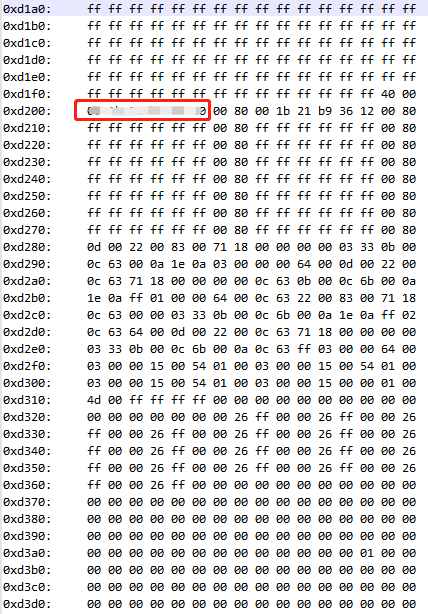 0xd1a0: ff ff ff ff ff ff ff ff ff ff ff ff ff ff ff ff
0xd1b0: ff ff ff ff ff ff ff ff ff ff ff ff ff ff ff ff
0xd1c0: ff ff ff ff ff ff ff ff ff ff ff ff ff ff ff ff
0xd1d0: ff ff ff ff ff ff ff ff ff ff ff ff ff ff ff ff
0xd1e0: ff ff ff ff ff ff ff ff ff ff ff ff ff ff ff ff
0xd1f0: ff ff ff ff ff ff ff ff ff ff ff ff ff ff 40 00
0xd200: 00 80 00 1b 21 b9 36 12 00 80
0xd210: ff ff ff ff ff ff 00 80 ff ff ff ff ff ff 00 80
0xd220: ff ff ff ff ff ff 00 80 ff ff ff ff ff ff 00 80
0xd230: ff ff ff ff ff ff 00 80 ff ff ff ff ff ff 00 80
0xd240: ff ff ff ff ff ff 00 80 ff ff ff ff ff ff 00 80
0xd250: ff ff ff ff ff ff 00 80 ff ff ff ff ff ff 00 80
0xd260: ff ff ff ff ff ff 00 80 ff ff ff ff ff ff 00 80
0xd270: ff ff ff ff ff ff 00 80 ff ff ff ff ff ff 00 80
0xd280: 0d 00 22 00 83 00 71 18 00 00 00 00 03 33 0b 00
0xd290: 0c 63 00 0a 1e 0a 03 00 00 00 64 00 0d 00 22 00
0xd2a0: 0c 63 71 18 00 00 00 00 0c 63 0b 00 0c 6b 00 0a
0xd2b0: 1e 0a ff 01 00 00 64 00 0c 63 22 00 83 00 71 18
0xd2c0: 0c 63 00 00 03 33 0b 00 0c 6b 00 0a 1e 0a ff 02
0xd2d0: 0c 63 64 00 0d 00 22 00 0c 63 71 18 00 00 00 00
0xd2e0: 03 33 0b 00 0c 6b 00 0a 0c 63 ff 03 00 00 64 00
0xd2f0: 03 00 00 15 00 54 01 00 03 00 00 15 00 54 01 00
0xd300: 03 00 00 15 00 54 01 00 03 00 00 15 00 00 01 00
0xd310: 4d 00 ff ff ff ff 00 00 00 00 00 00 00 00 00 00
0xd320: 00 00 00 00 00 00 26 ff 00 00 26 ff 00 00 00 26
0xd330: ff 00 00 26 ff 00 00 26 ff 00 00 26 ff 00 00 26
0xd340: ff 00 00 26 ff 00 00 26 ff 00 00 26 ff 00 00 26
0xd350: ff 00 00 26 ff 00 00 26 ff 00 00 26 ff 00 00 26
0xd360: ff 00 00 26 ff 00 00 00 00 00 00 00 00 00 00 00
0xd370: 00 00 00 00 00 00 00 00 00 00 00 00 00 00 00 00
0xd380: 00 00 00 00 00 00 00 00 00 00 00 00 00 00 00 00
0xd390: 00 00 00 00 00 00 00 00 00 00 00 00 00 00 00 00
0xd3a0: 00 00 00 00 00 00 00 00 00 00 00 00 00 01 00 00
0xd3b0: 00 00 00 00 00 00 00 00 00 00 00 00 00 00 00 00
0xd3c0: 00 00 00 00 00 00 00 00 00 00 00 00 00 00 00 00
0xd3d0: 00 00 00 00 00 00 00 00 00 00 00 00 00 00 00 00